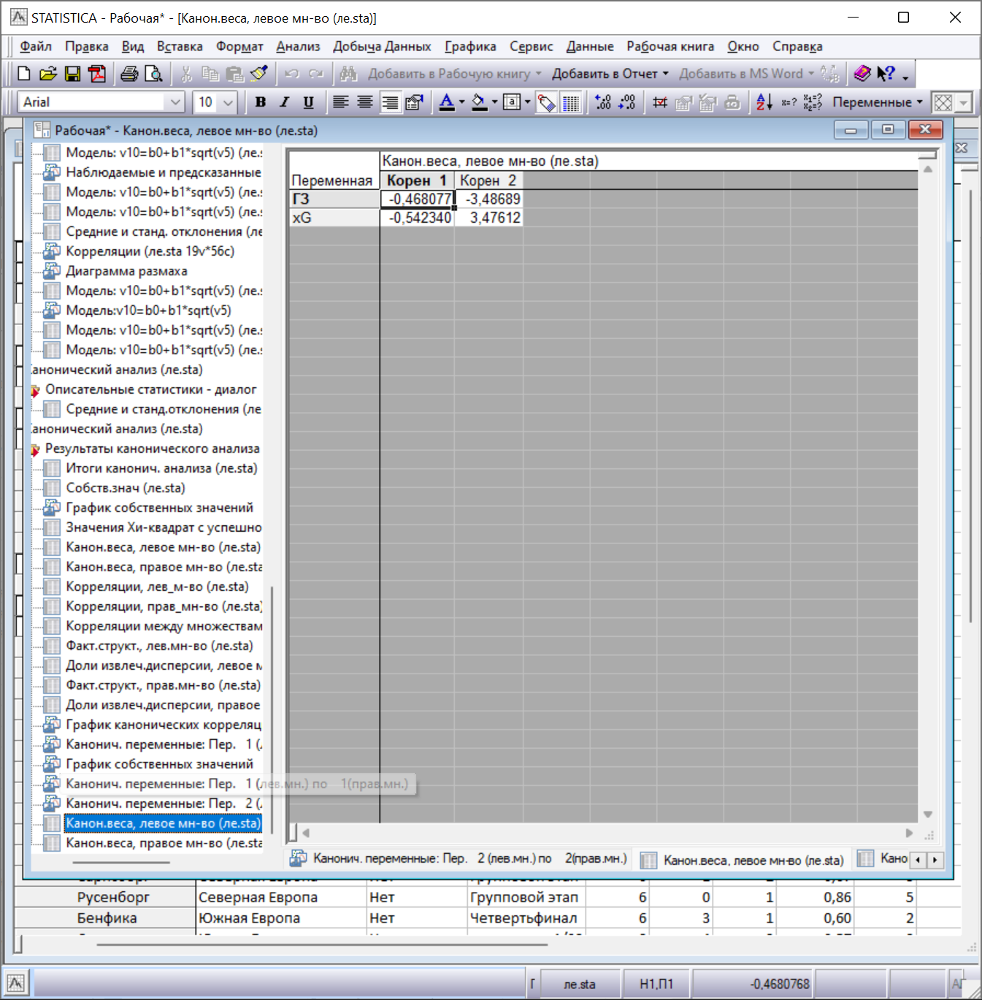 STATISTICA - Рабочая* - [Канон.веса, левое мн-во (ле.sta)]
Файл Правка Вид Вставка Формат Анализ Добыча Данных Графика Сервис Данные Рабочая книга Окно Справка
Добавить в Рабочую книгу Добавить в Отчет Добавить в MS Word
Arial 10 B I U Переменные
Рабочая* - Канон.веса, левое мн-во (ле.sta)
Модель: v10=b0+b1*sqrt(v5) (ле.s
Наблюдаемые и предсказанные
Модель: v10=b0+b1*sqrt(v5) (ле.s
Модель: v10=b0+b1*sqrt(v5) (ле.s
Средние и станд. отклонения (ле
Корреляции (ле.sta 19v*56c)
Диаграмма размаха
Модель: v10=b0+b1*sqrt(v5) (ле.s
Модель:v10=b0+b1*sqrt(v5)
Модель: v10=b0+b1*sqrt(v5) (ле.s
Модель: v10=b0+b1*sqrt(v5) (ле.s
анонический анализ (ле.sta)
Описательные статистики - диалог
Средние и станд.отклонения (ле
анонический анализ (ле.sta)
Результаты канонического анализа
Итоги канонич. анализа (ле.sta)
Собств.знач (ле.sta)
График собственных значений
Значения Хи-квадрат с успешно
Канон.веса, левое мн-во (ле.sta)
Канон.веса, правое мн-во (ле.sta
Корреляции, лев_м-во (ле.sta)
Корреляции, прав_мн-во (ле.sta)
Корреляции между множествам
Факт.структ., лев.мн-во (ле.sta)
Доли извлеч.дисперсии, левое м
Факт.структ., прав.мн-во (ле.sta)
Доли извлеч.дисперсии, правое
График канонических корреляц
Канонич. переменные: Пер. 1 (л
График собственных значений
Канонич. переменные: Пер. 1 (лев.мн.) по 1(прав.мн.)
Канонич. переменные: Пер. 2 (л
Канон.веса, левое мн-во (ле.sta)
Канон.веса, правое мн-во (ле.sta
Канон.веса, левое мн-во (ле.sta)
Переменная Корен 1 Корен 2
ГЗ -0,468077 -3,48689
xG -0,542340 3,47612
Канонич. переменные: Пер. 2 (лев.мн.) по 2(прав.мн.) Канон.веса, левое мн-во (ле.sta) Кано
Русенборг Северная Европа Нет Групповой этап 6 0 1 0,86 5
Бенфика Южная Европа Нет Четвертьфинал 6 3 1 0,60 2
Г ле.sta Н1,П1 -0,4680768